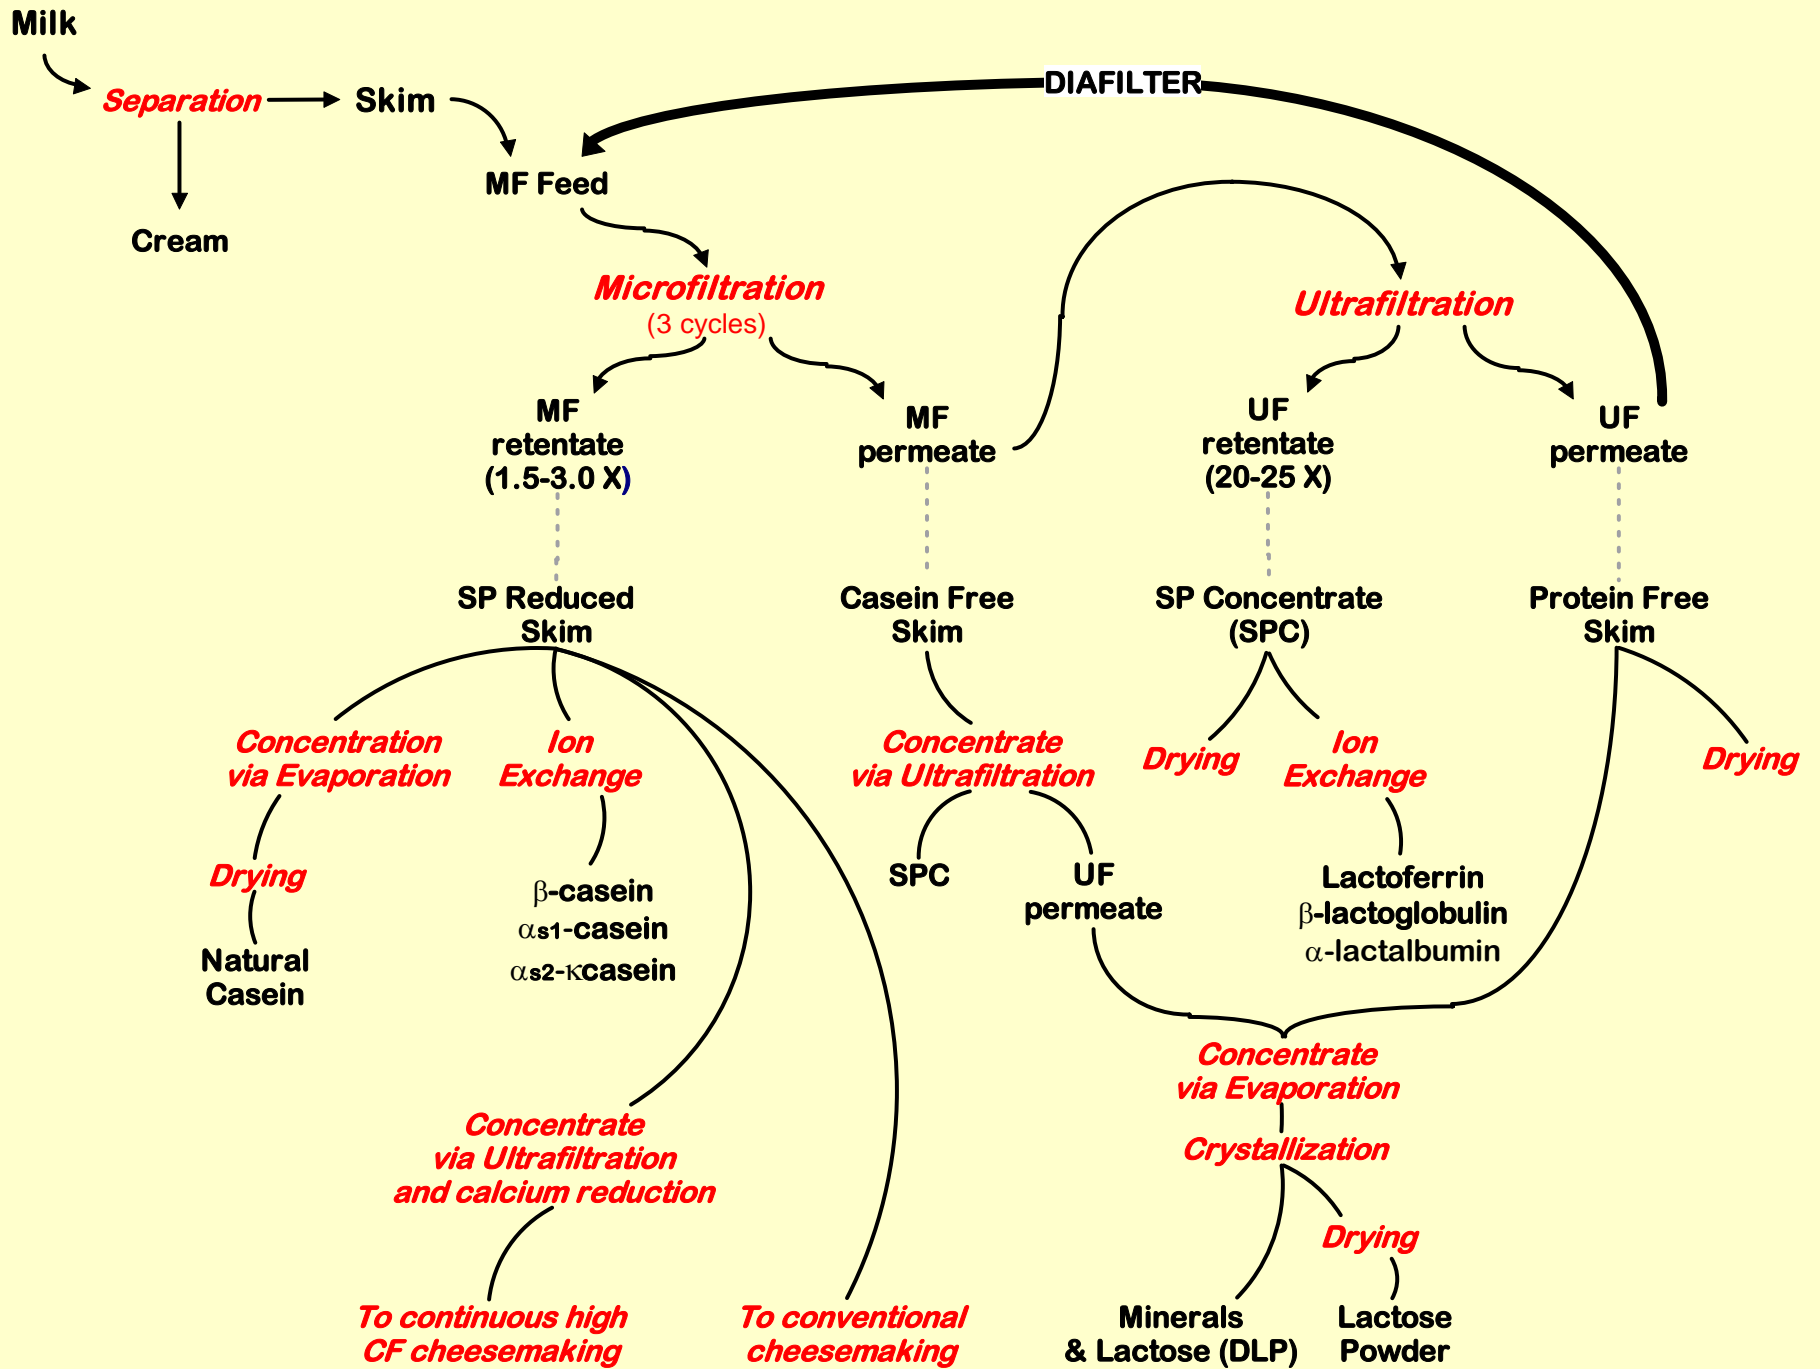 Milk
Separation
Skim
Cream
DIAFILTER
MF Feed
Microfiltration
(3 cycles)
Ultrafiltration
MF
retentate
(1.5-3.0 X)
MF
permeate
UF
retentate
(20-25 X)
UF
permeate
SP Reduced
Skim
Casein Free
Skim
SP Concentrate
(SPC)
Protein Free
Skim
Concentration
via Evaporation
Ion
Exchange
Concentrate
via Ultrafiltration
Drying
Ion
Exchange
Drying
Drying
Natural
Casein
β-casein
αs1-casein
αs2-κcasein
SPC
UF
permeate
Lactoferrin
β-lactoglobulin
α-lactalbumin
Concentrate
via Evaporation
Crystallization
Concentrate
via Ultrafiltration
and calcium reduction
Drying
To continuous high
CF cheesemaking
To conventional
cheesemaking
Minerals
& Lactose (DLP)
Lactose
Powder